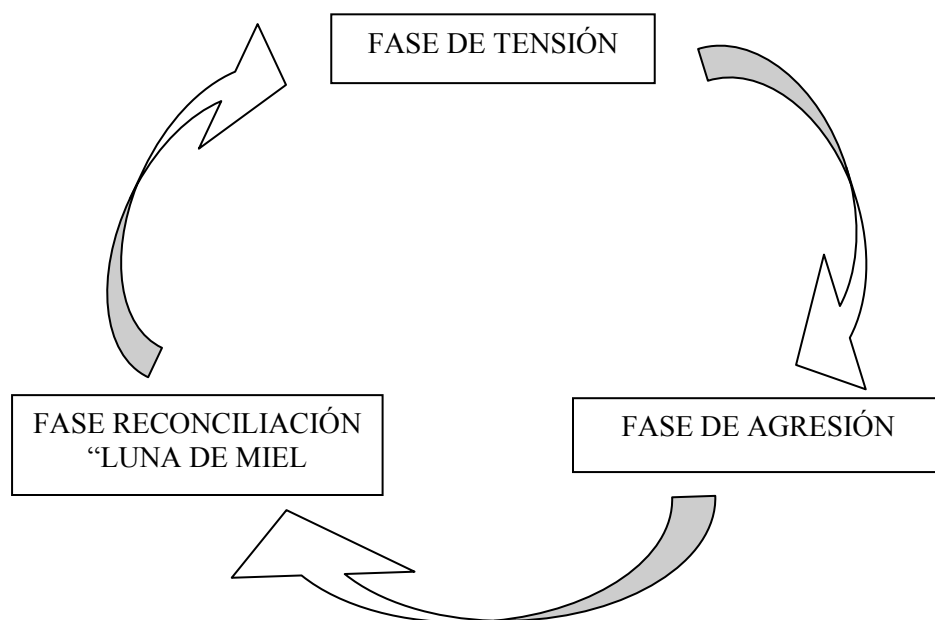 FASE DE TENSIÓN
FASE RECONCILIACIÓN
“LUNA DE MIEL
FASE DE AGRESIÓN